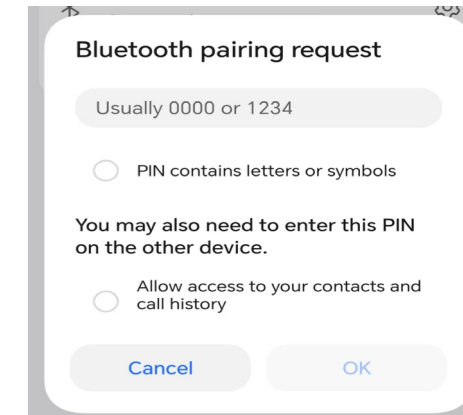 Bluetooth pairing request
Usually 0000 or 1234
PIN contains letters or symbols
You may also need to enter this PIN
on the other device.
Allow access to your contacts and
call history
Cancel
OK